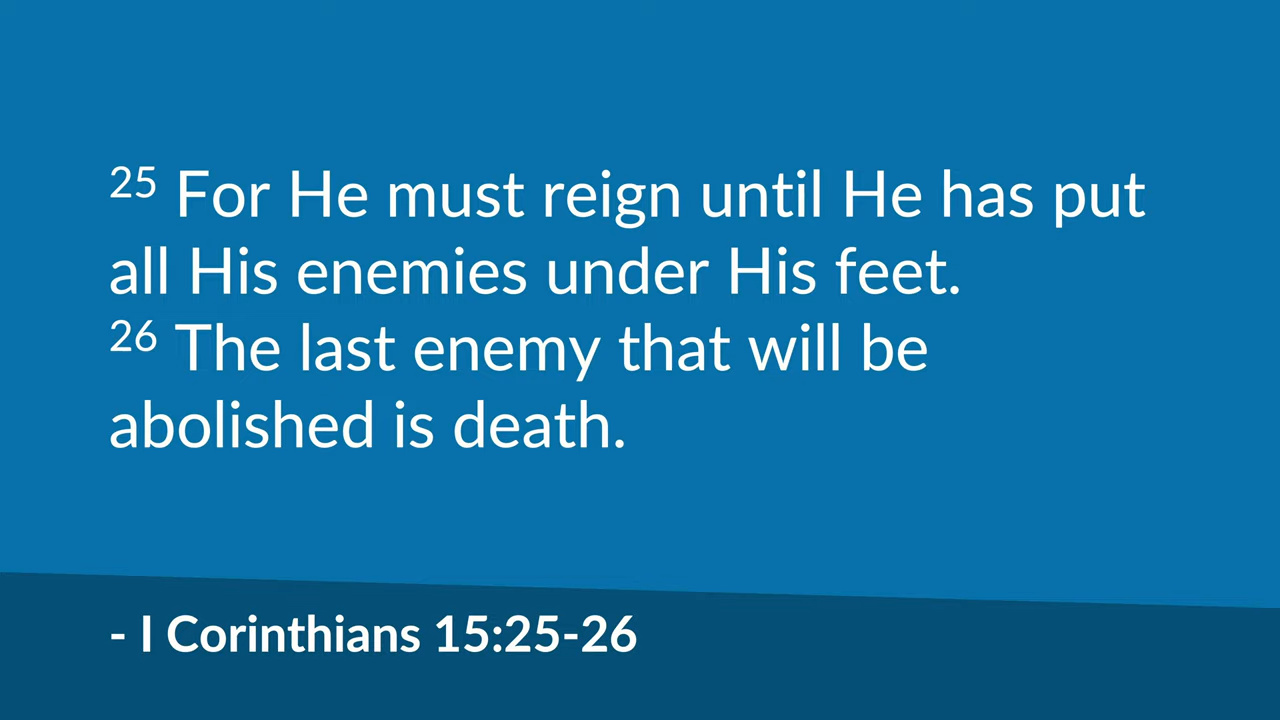 25 For He must reign until He has put
all His enemies under His feet.
26 The last enemy that will be
abolished is death.
- I Corinthians 15:25-26